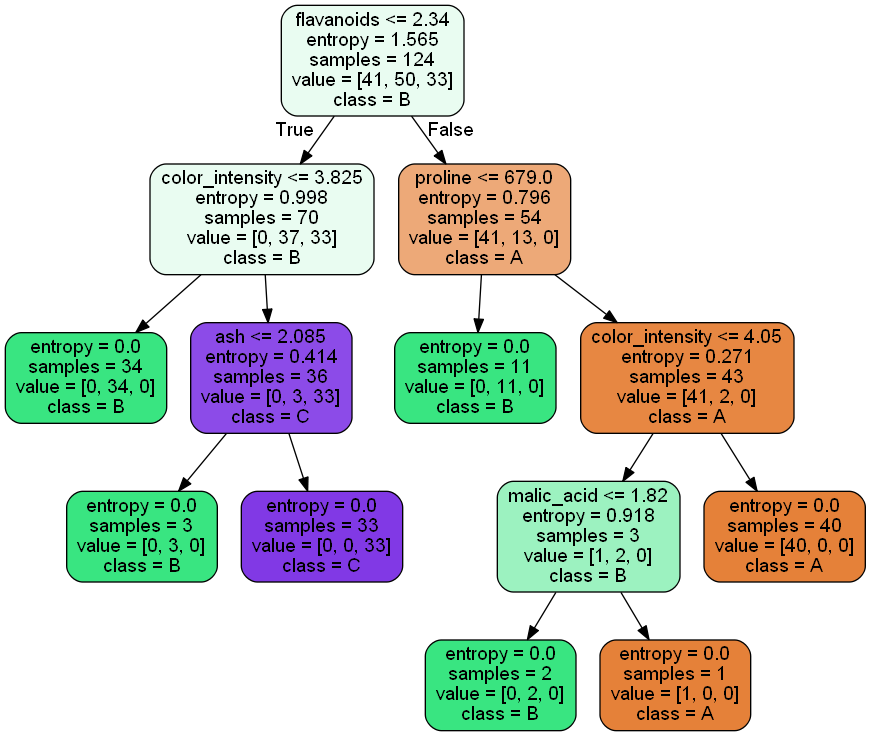 flavanoids <= 2.34
entropy = 1.565
samples = 124
value = [41, 50, 33]
class = B
True
False
color_intensity <= 3.825
entropy = 0.998
samples = 70
value = [0, 37, 33]
class = B
proline <= 679.0
entropy = 0.796
samples = 54
value = [41, 13, 0]
class = A
entropy = 0.0
samples = 34
value = [0, 34, 0]
class = B
ash <= 2.085
entropy = 0.414
samples = 36
value = [0, 3, 33]
class = C
entropy = 0.0
samples = 11
value = [0, 11, 0]
class = B
color_intensity <= 4.05
entropy = 0.271
samples = 43
value = [41, 2, 0]
class = A
entropy = 0.0
samples = 3
value = [0, 3, 0]
class = B
entropy = 0.0
samples = 33
value = [0, 0, 33]
class = C
malic_acid <= 1.82
entropy = 0.918
samples = 3
value = [1, 2, 0]
class = B
entropy = 0.0
samples = 40
value = [40, 0, 0]
class = A
entropy = 0.0
samples = 2
value = [0, 2, 0]
class = B
entropy = 0.0
samples = 1
value = [1, 0, 0]
class = A